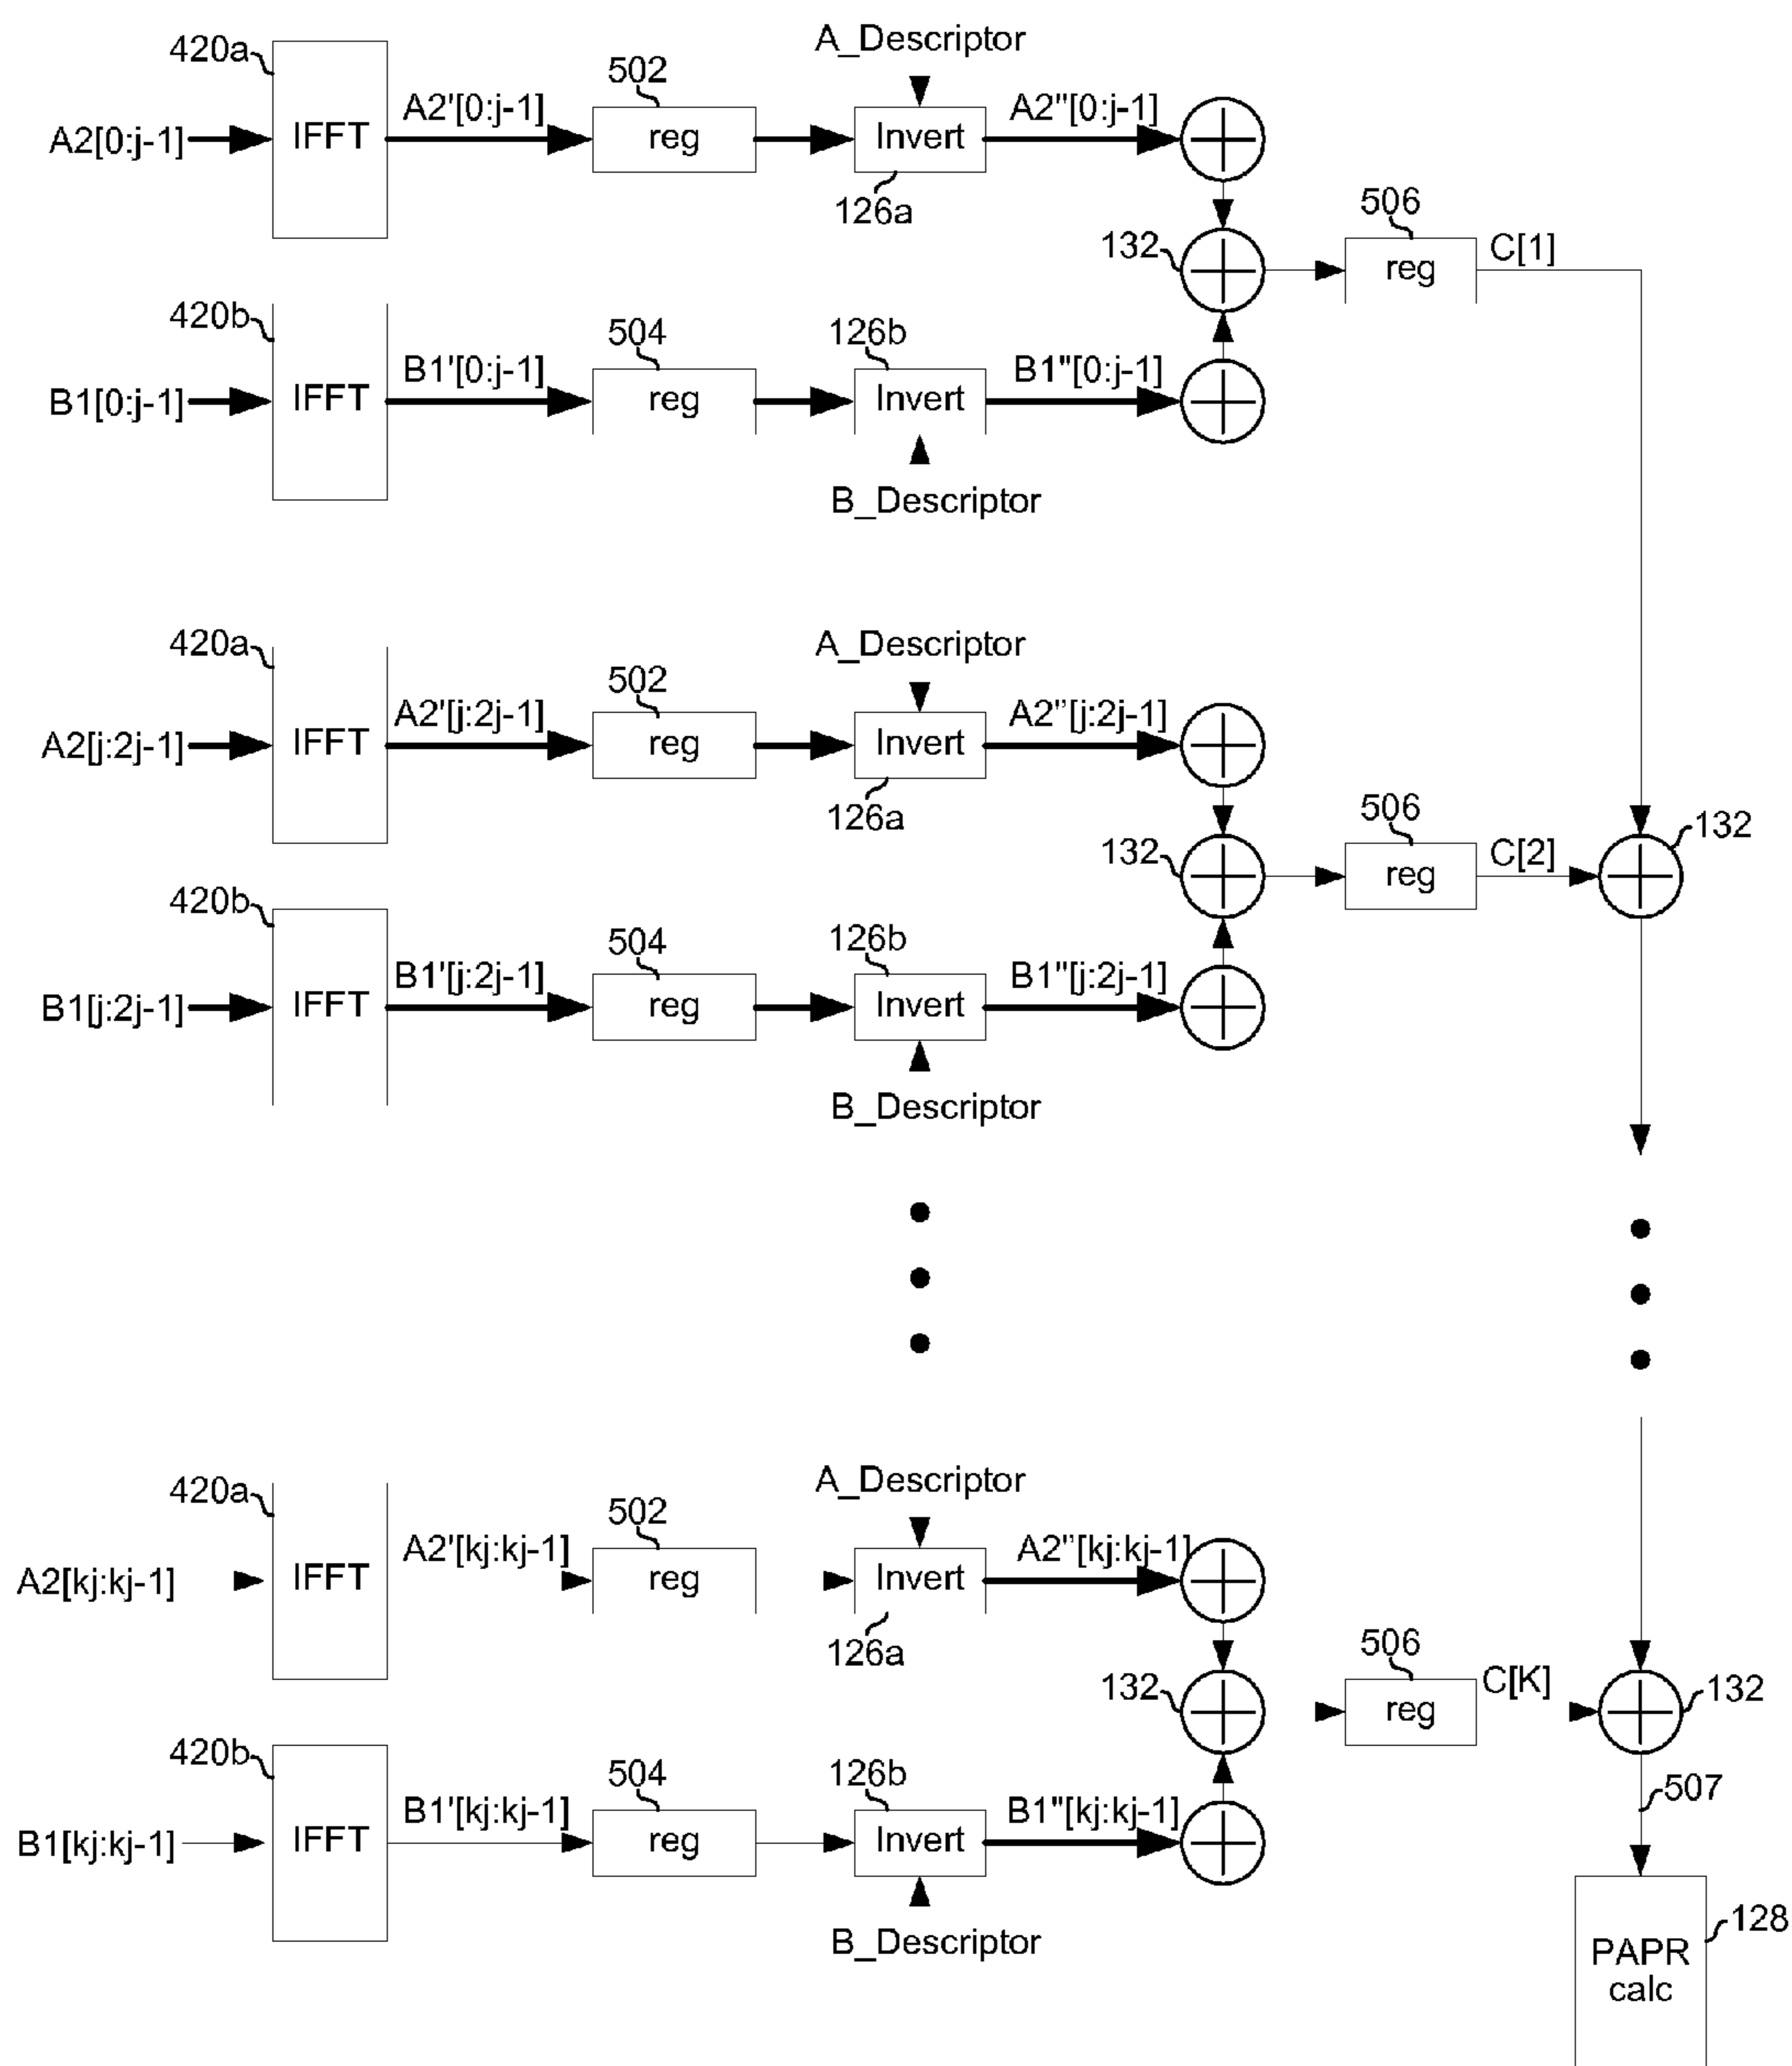 420a
A2[0:j-1]
IFFT
A2'[0:j-1]
502
reg
A_Descriptor
Invert
126a
A2"[0:j-1]
132
506
reg
C[1]
420b
B1[0:j-1]
IFFT
B1'[0:j-1]
504
reg
126b
Invert
B_Descriptor
B1"[0:j-1]
420a
A2[j:2j-1]
IFFT
A2'[j:2j-1]
502
reg
A_Descriptor
Invert
126a
A2"[j:2j-1]
132
506
reg
C[2]
132
420b
B1[j:2j-1]
IFFT
B1'[j:2j-1]
504
reg
126b
Invert
B_Descriptor
B1"[j:2j-1]
420a
A2[kj:kj-1]
IFFT
A2'[kj:kj-1]
502
reg
A_Descriptor
Invert
126a
A2"[kj:kj-1]
132
506
reg
C[K]
132
420b
B1[kj:kj-1]
IFFT
B1'[kj:kj-1]
504
reg
126b
Invert
B_Descriptor
B1"[kj:kj-1]
507
PAPR
calc
128